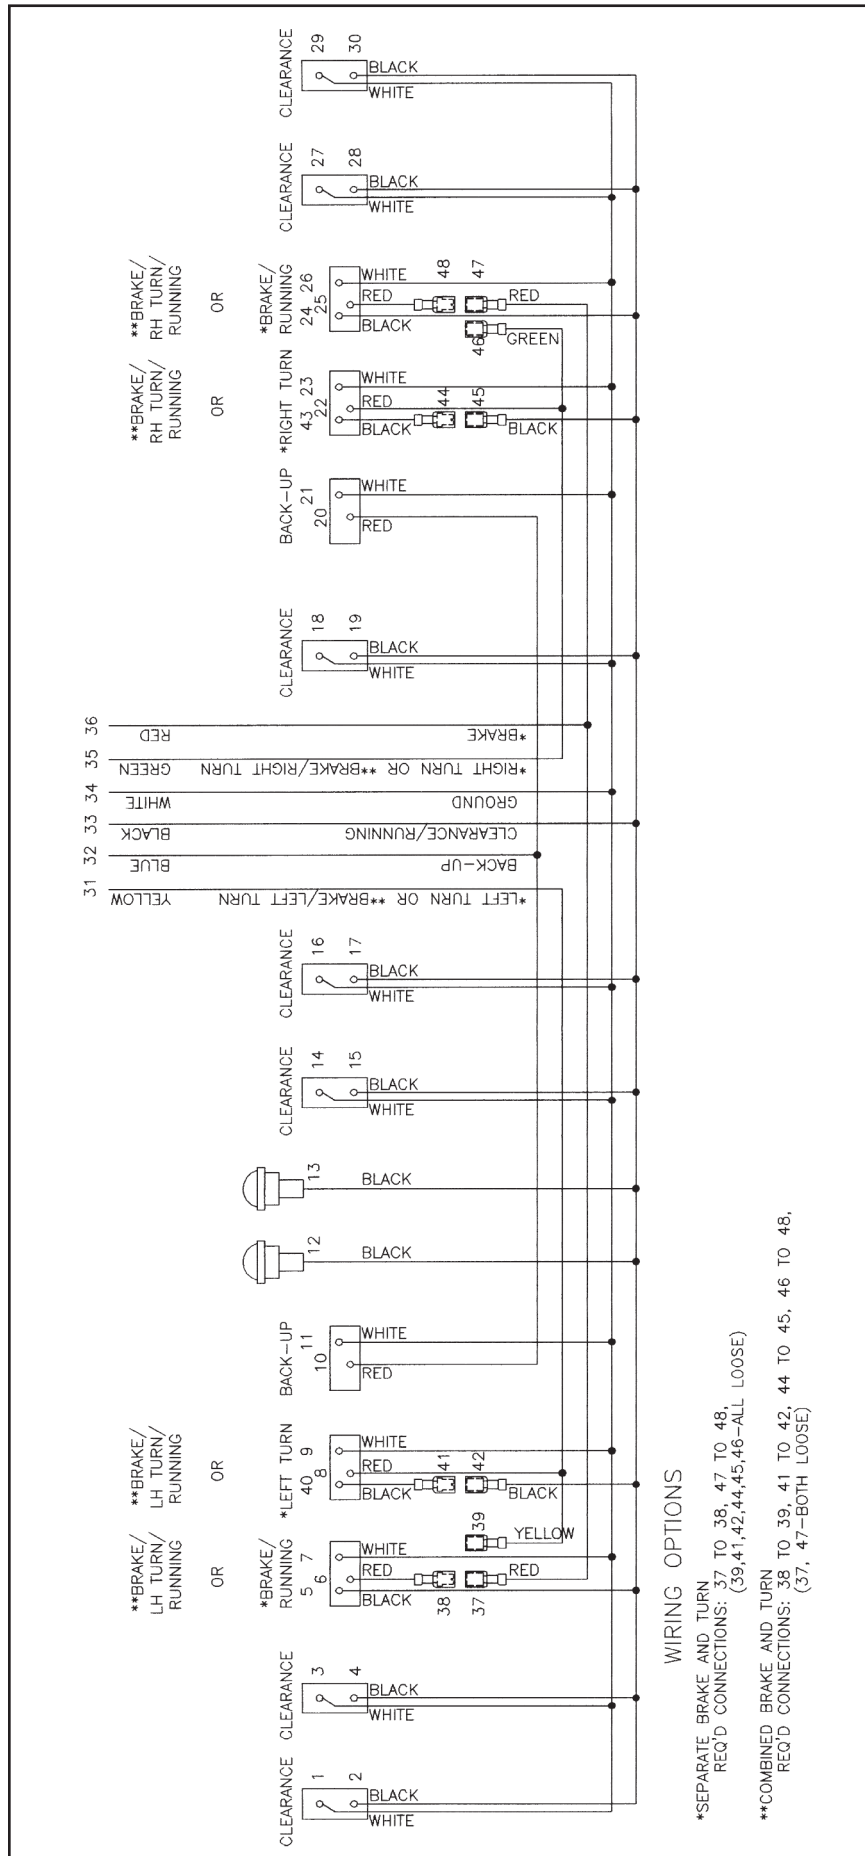 CLEARANCE
29
30
BLACK
WHITE
CLEARANCE
27
28
BLACK
WHITE
**BRAKE/
RH TURN/
RUNNING
OR
*BRAKE/
RUNNING
24
25
26
WHITE
RED
BLACK
48
47
46
RED
GREEN
**BRAKE/
RH TURN/
RUNNING
OR
*RIGHT TURN
43
22
23
WHITE
RED
BLACK
44
45
BLACK
BACK-UP
20
21
WHITE
RED
CLEARANCE
18
19
BLACK
WHITE
36
RED
*BRAKE
35
GREEN
*RIGHT TURN OR **BRAKE/RIGHT TURN
34
WHITE
GROUND
33
BLACK
CLEARANCE/RUNNING
32
BLUE
BACK-UP
31
YELLOW
*LEFT TURN OR **BRAKE/LEFT TURN
CLEARANCE
16
17
BLACK
WHITE
CLEARANCE
14
15
BLACK
WHITE
13
BLACK
12
BLACK
BACK-UP
10
11
WHITE
RED
**BRAKE/
LH TURN/
RUNNING
OR
*LEFT TURN
40
8
9
WHITE
RED
BLACK
41
42
BLACK
**BRAKE/
LH TURN/
RUNNING
OR
*BRAKE/
RUNNING
5
6
7
WHITE
RED
BLACK
38
37
39
YELLOW
RED
CLEARANCE
3
4
BLACK
WHITE
CLEARANCE
1
2
BLACK
WHITE
WIRING OPTIONS
*SEPARATE BRAKE AND TURN
REQ'D CONNECTIONS: 37 TO 38, 47 TO 48,
(39,41,42,44,45,46-ALL LOOSE)
**COMBINED BRAKE AND TURN
REQ'D CONNECTIONS: 38 TO 39, 41 TO 42, 44 TO 45, 46 TO 48,
(37, 47-BOTH LOOSE)